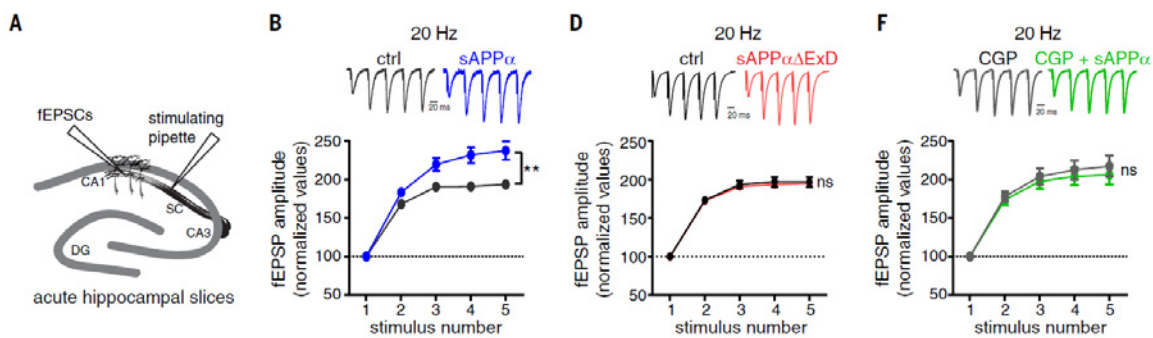 A
fEPSCs
stimulating
pipette
CA1
SC
CA3
DG
acute hippocampal slices
B
20 Hz
ctrl
sAPPα
20 ms
fEPSP amplitude
(normalized values)
250
200
150
100
50
**
1 2 3 4 5
stimulus number
D
20 Hz
ctrl
sAPPαΔExD
20 ms
fEPSP amplitude
(normalized values)
250
200
150
100
50
ns
1 2 3 4 5
stimulus number
F
20 Hz
CGP
CGP + sAPPα
20 ms
fEPSP amplitude
(normalized values)
250
200
150
100
50
ns
1 2 3 4 5
stimulus number